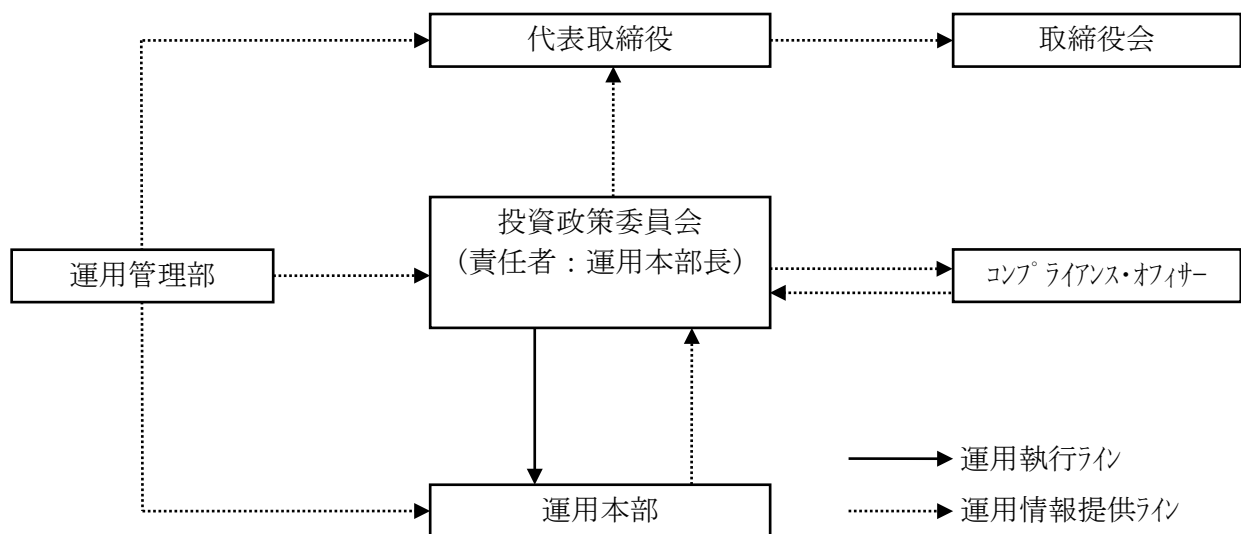 代表取締役
取締役会
投資政策委員会
(責任者：運用本部長)
運用管理部
ｺﾝﾌﾟﾗｲｱﾝｽ・ｵﾌｨｻｰ
運用執行ﾗｲﾝ
運用本部
運用情報提供ﾗｲﾝ